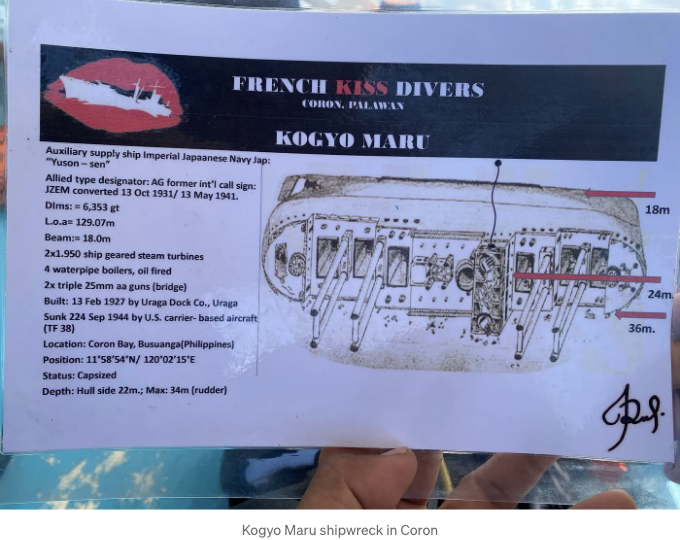 FRENCH KISS DIVERS
CORON, PALAWAN
KOGYO MARU
Auxiliary supply ship Imperial Japaanese Navy Jap:
"Yuson – sen"
Allied type designator: AG former int'l call sign:
JZEM converted 13 Oct 1931/ 13 May 1941.
DIms: = 6,353 gt
L.o.a= 129.07m
Beam:= 18.0m
2x1.950 ship geared steam turbines
4 waterpipe boilers, oil fired
2x triple 25mm aa guns (bridge)
Built: 13 Feb 1927 by Uraga Dock Co., Uraga
Sunk 224 Sep 1944 by U.S. carrier- based aircraft
(TF 38)
Location: Coron Bay, Busuanga(Philippines)
Position: 11°58'54"N/ 120°02'15"E
Status: Capsized
Depth: Hull side 22m.; Max: 34m (rudder)
18m
24m
36m.
Kogyo Maru shipwreck in Coron